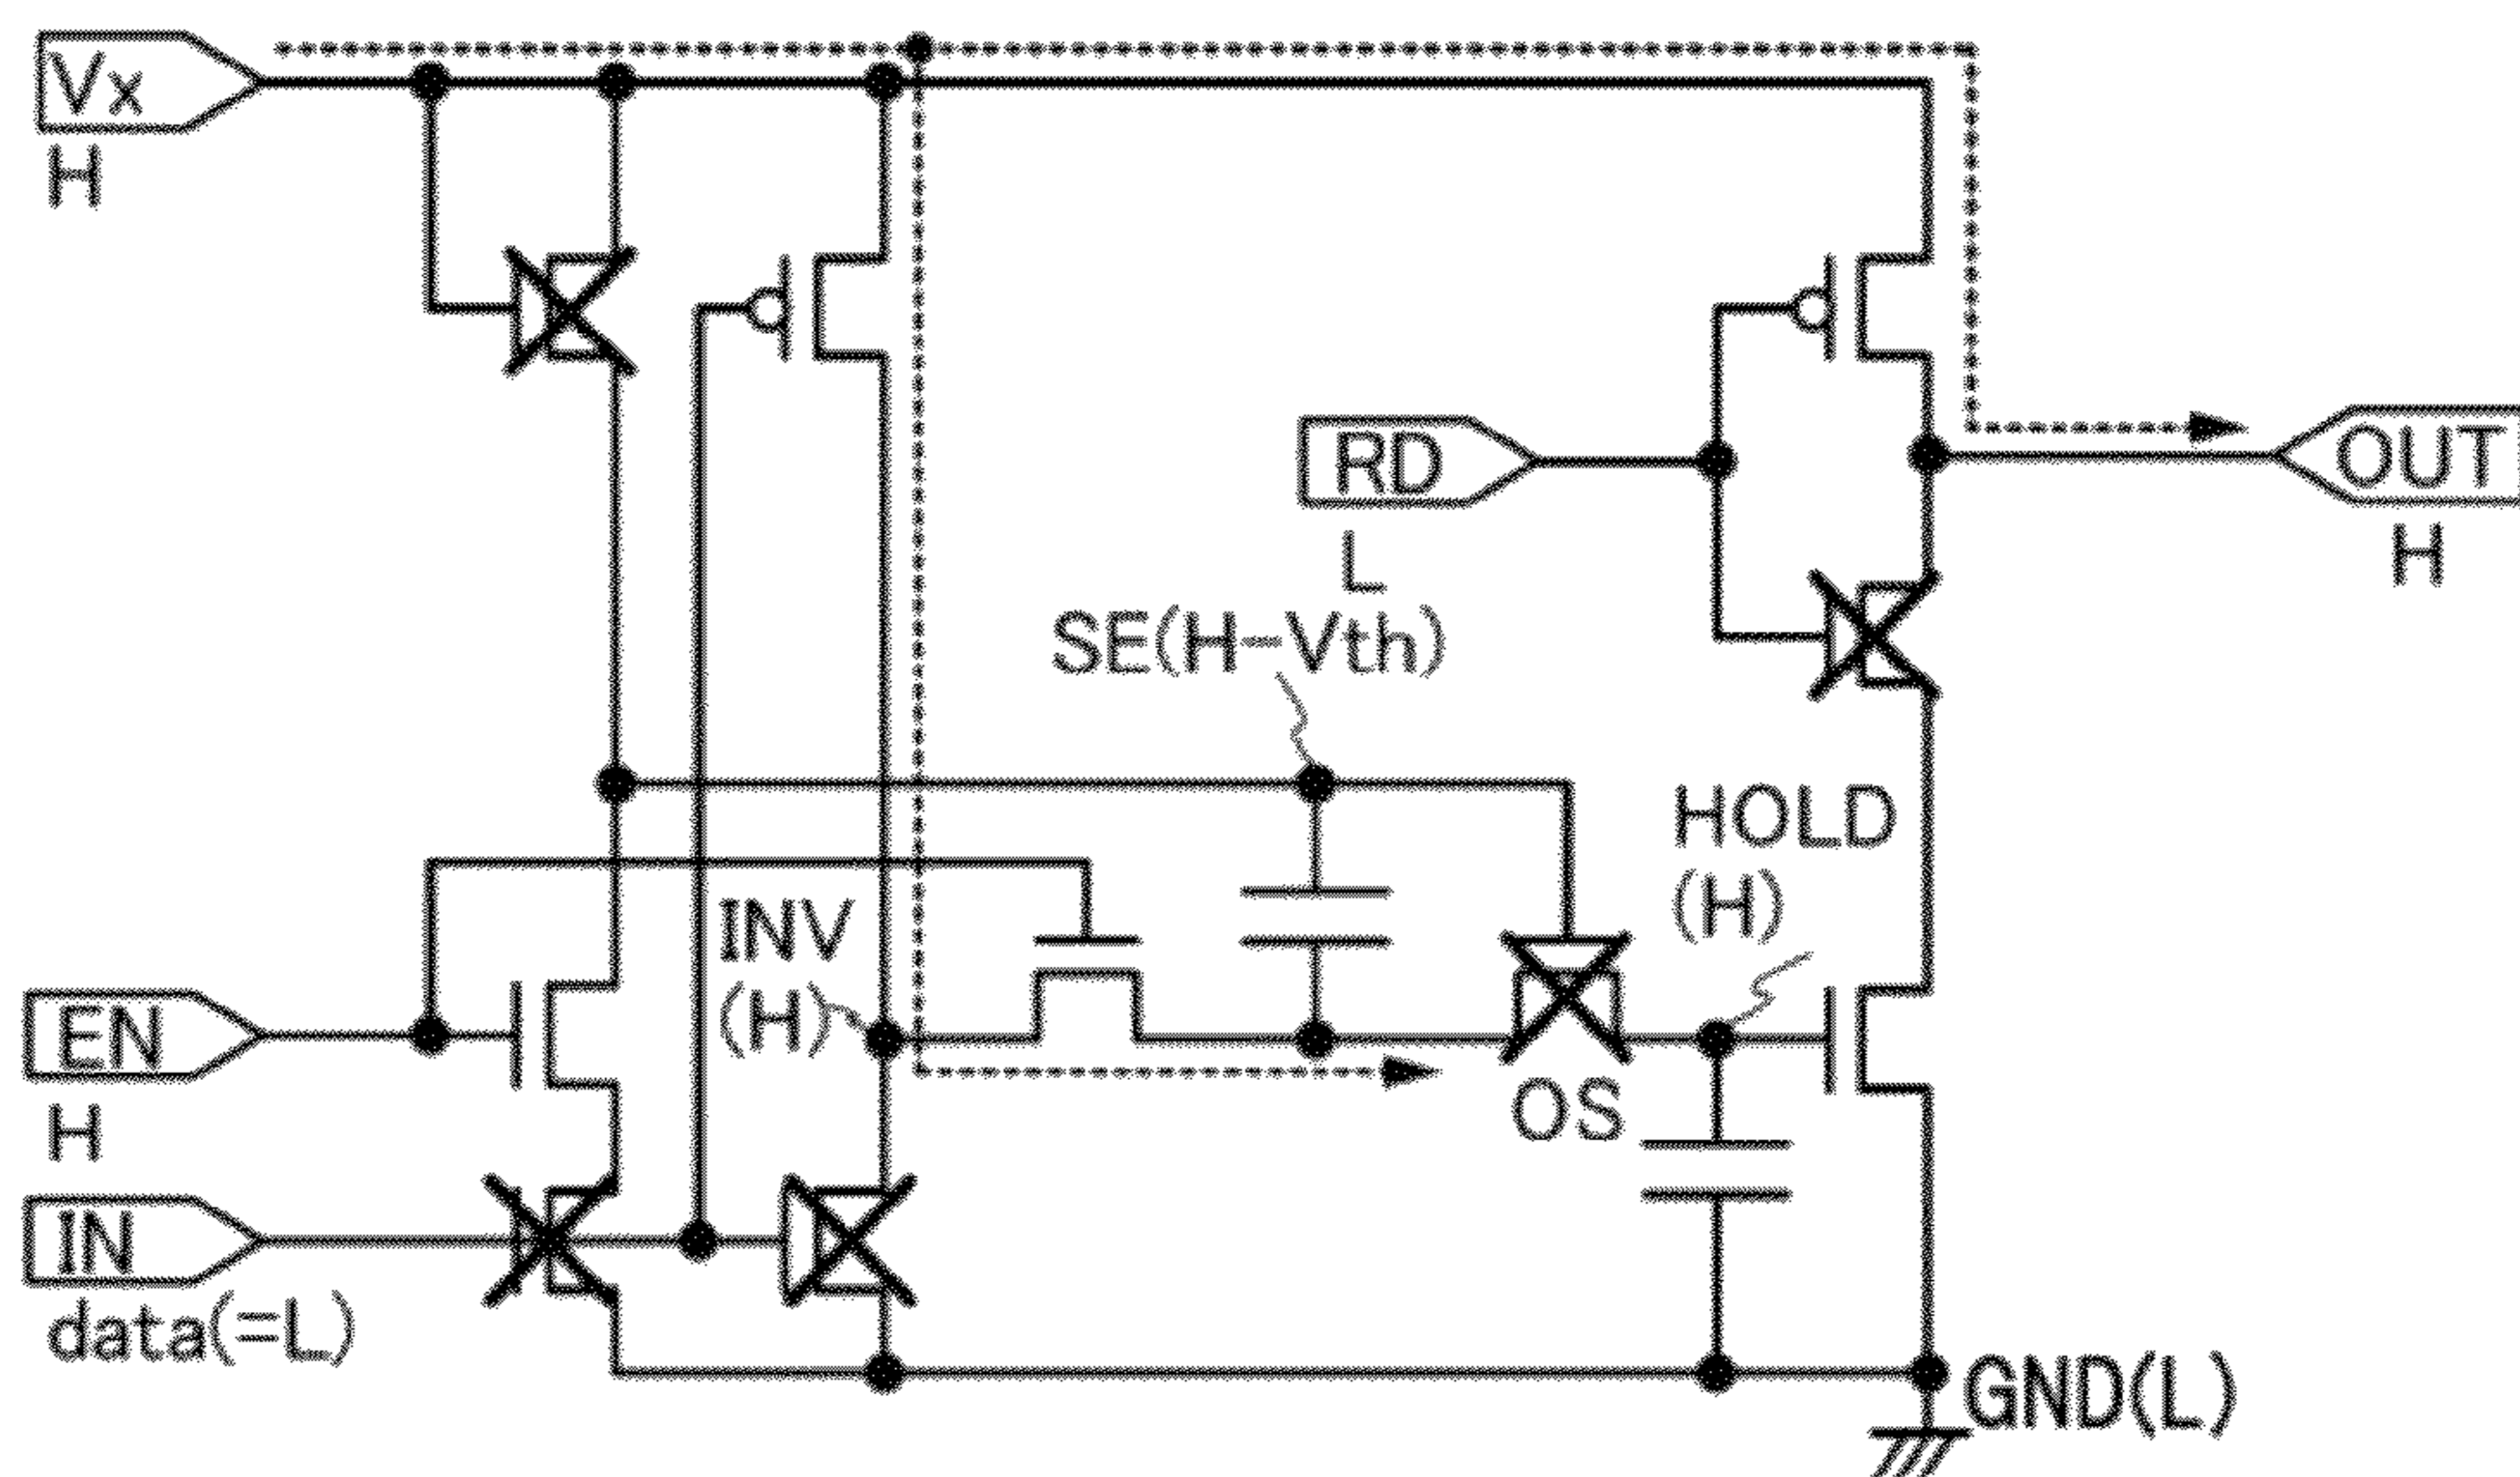 Vx
H
RD
L
OUT
H
SE(H-Vth)
HOLD
(H)
INV
(H)
EN
H
OS
IN
data(=L)
GND(L)